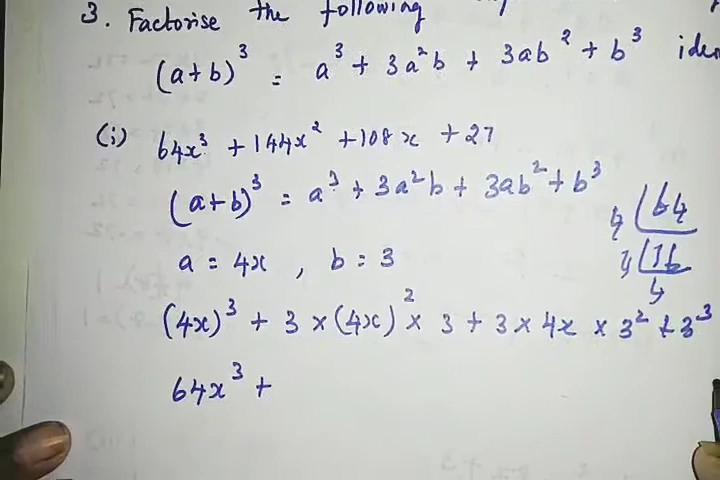 3. Factorise the following
(a+b)³ = a³ + 3a²b + 3ab² + b³
(i) 64x³ + 144x² + 108x + 27
(a+b)³ = a³ + 3a²b + 3ab² + b³
4 64
a = 4x , b = 3
4 16
4
(4x)³ + 3 × (4x)² × 3 + 3 × 4x × 3² + 3³
64x³ +